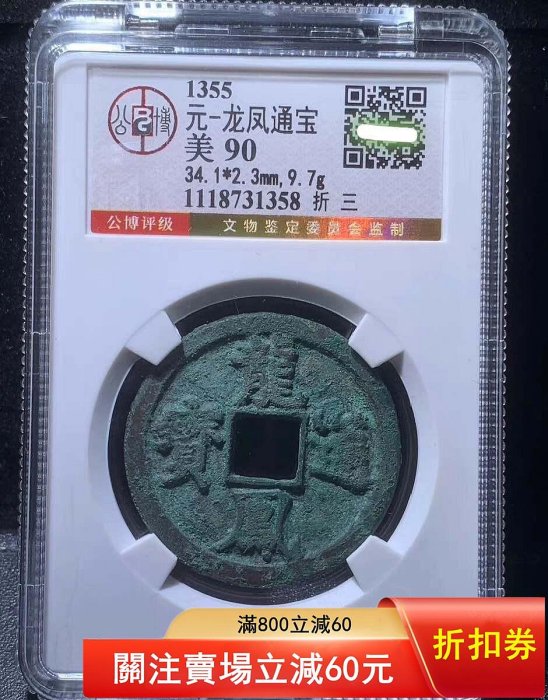 1355
元-龙凤通宝
美 90
34.1*2.3mm,9.7g
1118731358 折 三
公 博
公博评级
文物鉴定委员会监制
龍
寶 通
鳳
滿800立減60
關注賣場立減60元
折扣券